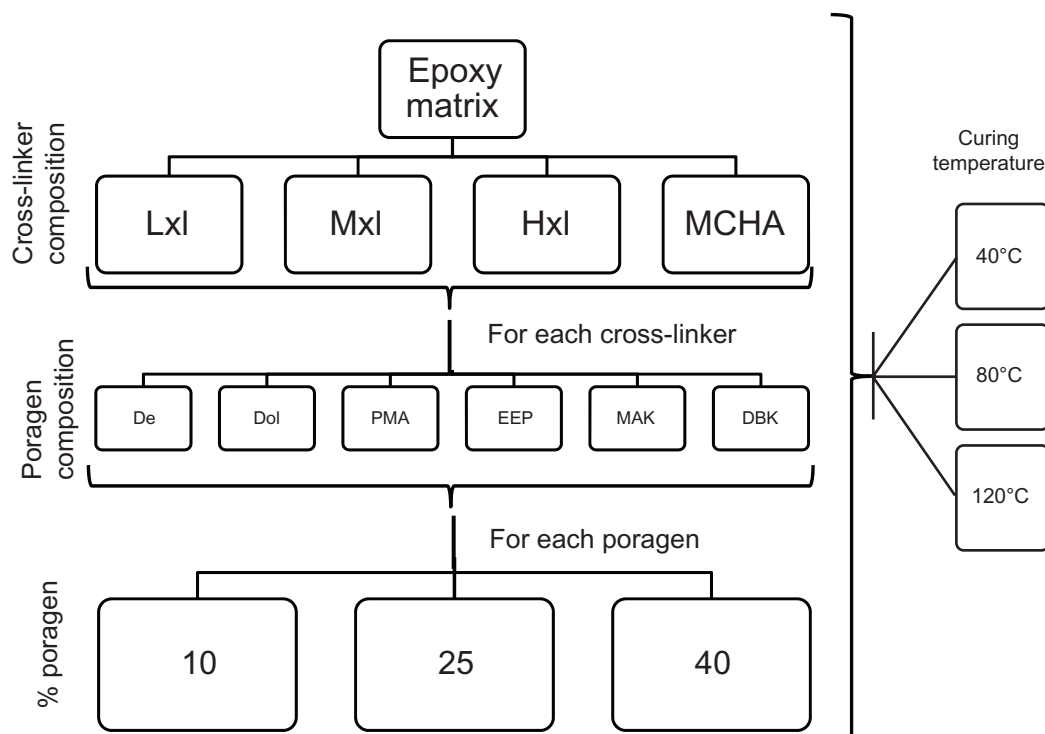 Epoxy
matrix
Cross-linker
composition
Lxl
Mxl
Hxl
MCHA
For each cross-linker
Poragen
composition
De
Dol
PMA
EEP
MAK
DBK
For each poragen
% poragen
10
25
40
Curing
temperature
40°C
80°C
120°C